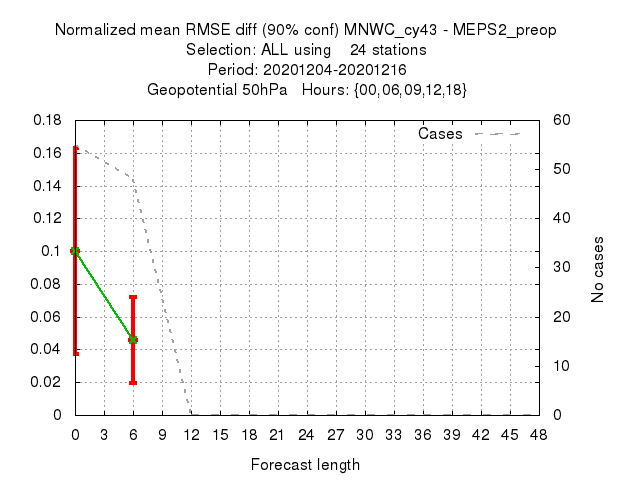 Normalized mean RMSE diff (90% conf) MNWC_cy43 - MEPS2_preop
Selection: ALL using    24 stations
Period: 20201204-20201216
Geopotential 50hPa   Hours: {00,06,09,12,18}
0.18
0.16
0.14
0.12
0.1
0.08
0.06
0.04
0.02
0
Cases
60
50
40
30
20
10
0
No cases
0 3 6 9 12 15 18 21 24 27 30 33 36 39 42 45 48
Forecast length